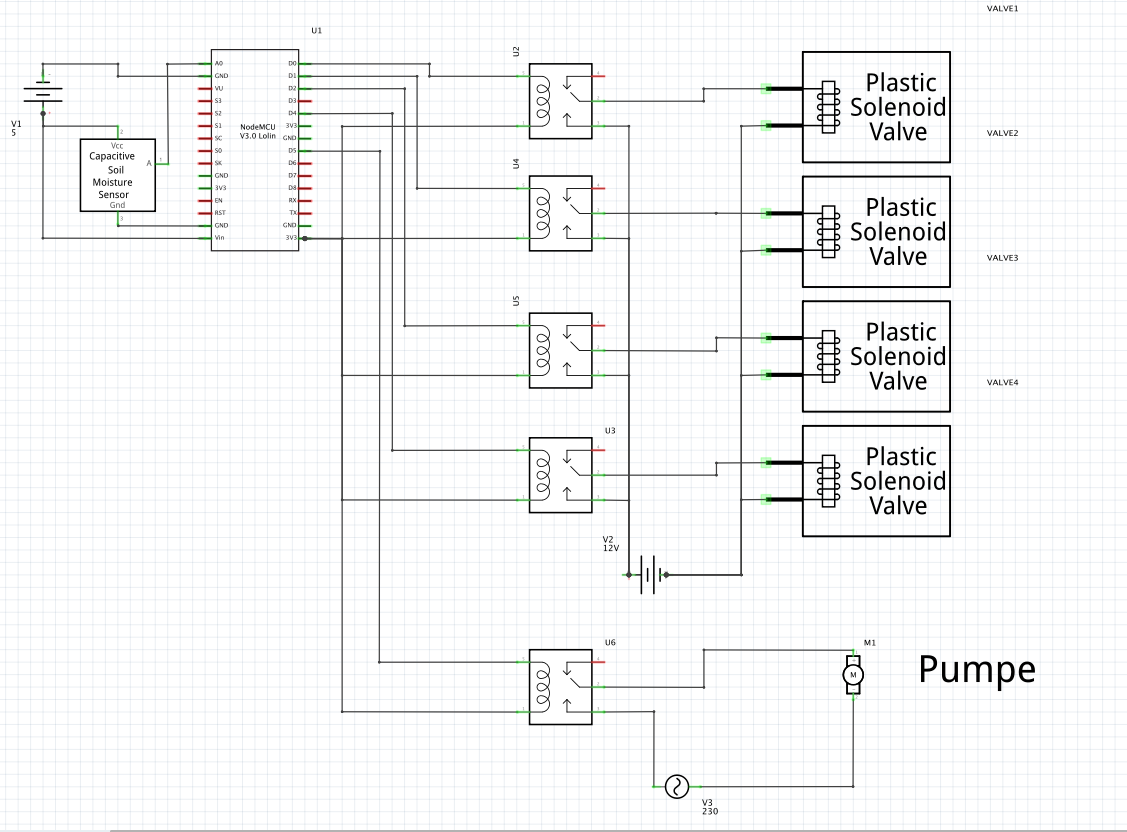 VALVE1
U1
U2
A0 D0
GND D1
VU D2
S3 D3
S2 D4
S1 3V3
SC GND
S0 D5
SK D6
GND D7
3V3 D8
EN RX
RST TX
GND GND
Vin 3V3
NodeMCU
V3.0 Lolin
V1
5
Vcc
Capacitive
Soil
Moisture
Sensor
Gnd
A
Plastic
Solenoid
Valve
VALVE2
U4
Plastic
Solenoid
Valve
VALVE3
U5
Plastic
Solenoid
Valve
VALVE4
U3
Plastic
Solenoid
Valve
V2
12V
U6
M1
M
Pumpe
V3
230